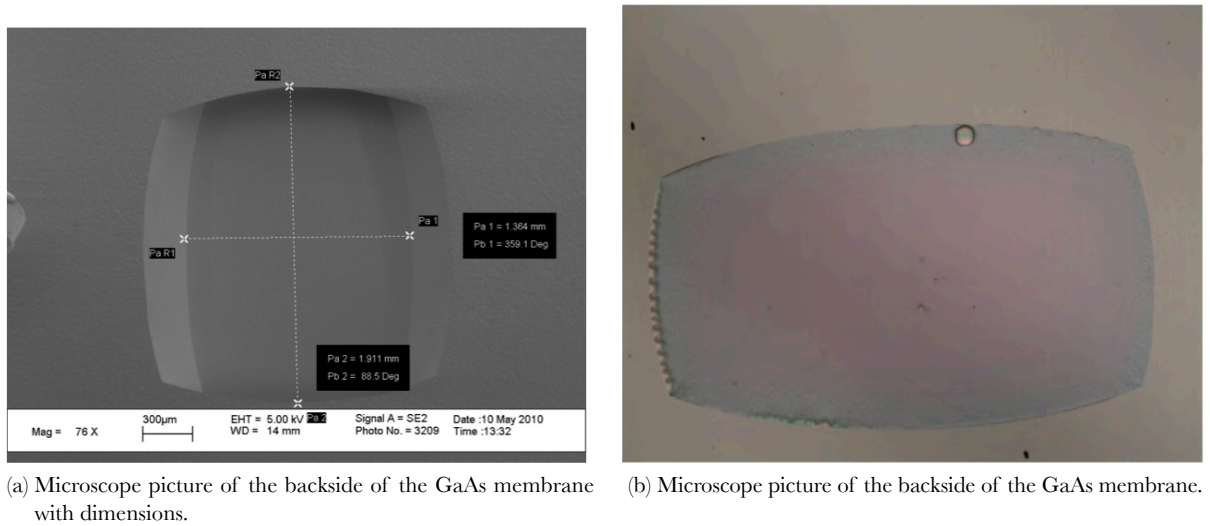 Pa R2
Pa 1
Pa R1
Pa 1 = 1.364 mm
Pb 1 = 359.1 Deg
Pa 2 = 1.911 mm
Pb 2 = 88.5 Deg
Pa 2
Mag = 76 X
300µm
EHT = 5.00 kV
WD = 14 mm
Signal A = SE2
Photo No. = 3209
Date :10 May 2010
Time :13:32
(a) Microscope picture of the backside of the GaAs membrane
with dimensions.
(b) Microscope picture of the backside of the GaAs membrane.